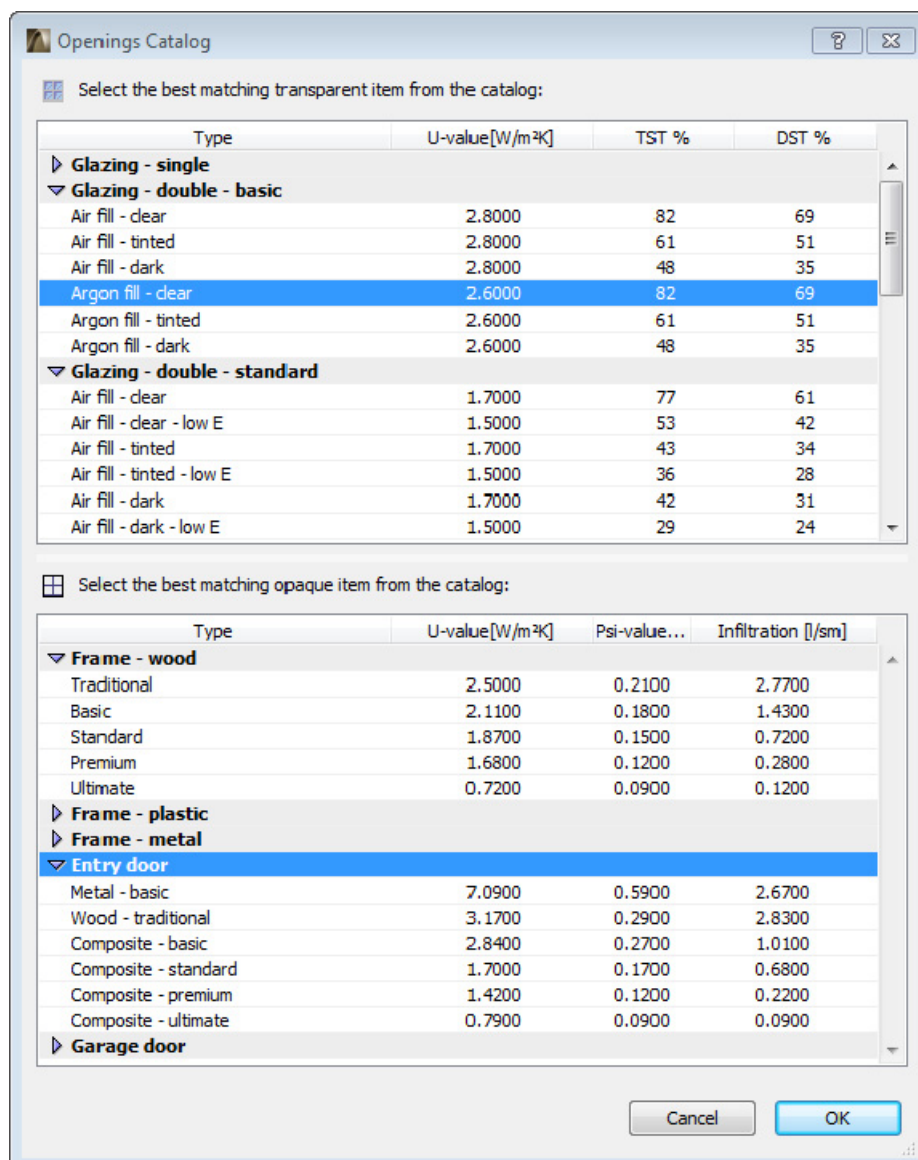 Openings Catalog
Select the best matching transparent item from the catalog:
Type U-value[W/m²K] TST % DST %
Glazing - single
Glazing - double - basic
Air fill - clear 2.8000 82 69
Air fill - tinted 2.8000 61 51
Air fill - dark 2.8000 48 35
Argon fill - clear 2.6000 82 69
Argon fill - tinted 2.6000 61 51
Argon fill - dark 2.6000 48 35
Glazing - double - standard
Air fill - clear 1.7000 77 61
Air fill - clear - low E 1.5000 53 42
Air fill - tinted 1.7000 43 34
Air fill - tinted - low E 1.5000 36 28
Air fill - dark 1.7000 42 31
Air fill - dark - low E 1.5000 29 24
Select the best matching opaque item from the catalog:
Type U-value[W/m²K] Psi-value... Infiltration [l/sm]
Frame - wood
Traditional 2.5000 0.2100 2.7700
Basic 2.1100 0.1800 1.4300
Standard 1.8700 0.1500 0.7200
Premium 1.6800 0.1200 0.2800
Ultimate 0.7200 0.0900 0.1200
Frame - plastic
Frame - metal
Entry door
Metal - basic 7.0900 0.5900 2.6700
Wood - traditional 3.1700 0.2900 2.8300
Composite - basic 2.8400 0.2700 1.0100
Composite - standard 1.7000 0.1700 0.6800
Composite - premium 1.4200 0.1200 0.2200
Composite - ultimate 0.7900 0.0900 0.0900
Garage door
Cancel OK